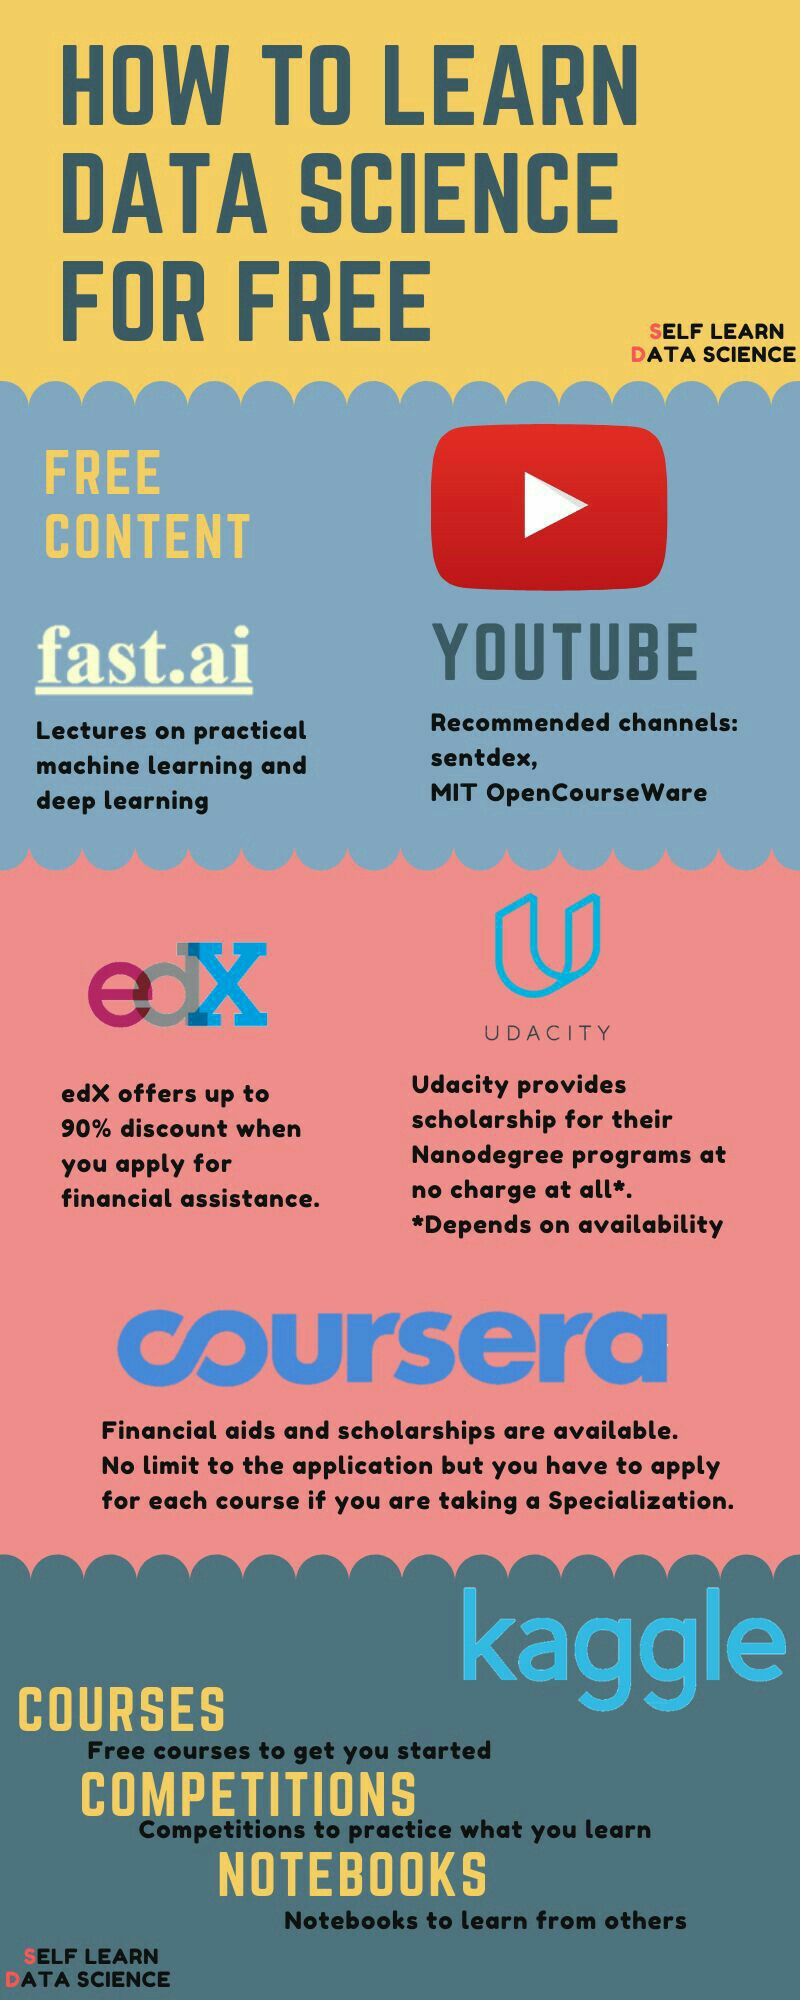 HOW TO LEARN
DATA SCIENCE
FOR FREE
SELF LEARN
DATA SCIENCE
FREE
CONTENT
fast.ai
Lectures on practical
machine learning and
deep learning
YOUTUBE
Recommended channels:
sentdex,
MIT OpenCourseWare
edX
edX offers up to
90% discount when
you apply for
financial assistance.
UDACITY
Udacity provides
scholarship for their
Nanodegree programs at
no charge at all*.
*Depends on availability
coursera
Financial aids and scholarships are available.
No limit to the application but you have to apply
for each course if you are taking a Specialization.
kaggle
COURSES
Free courses to get you started
COMPETITIONS
Competitions to practice what you learn
NOTEBOOKS
Notebooks to learn from others
SELF LEARN
DATA SCIENCE